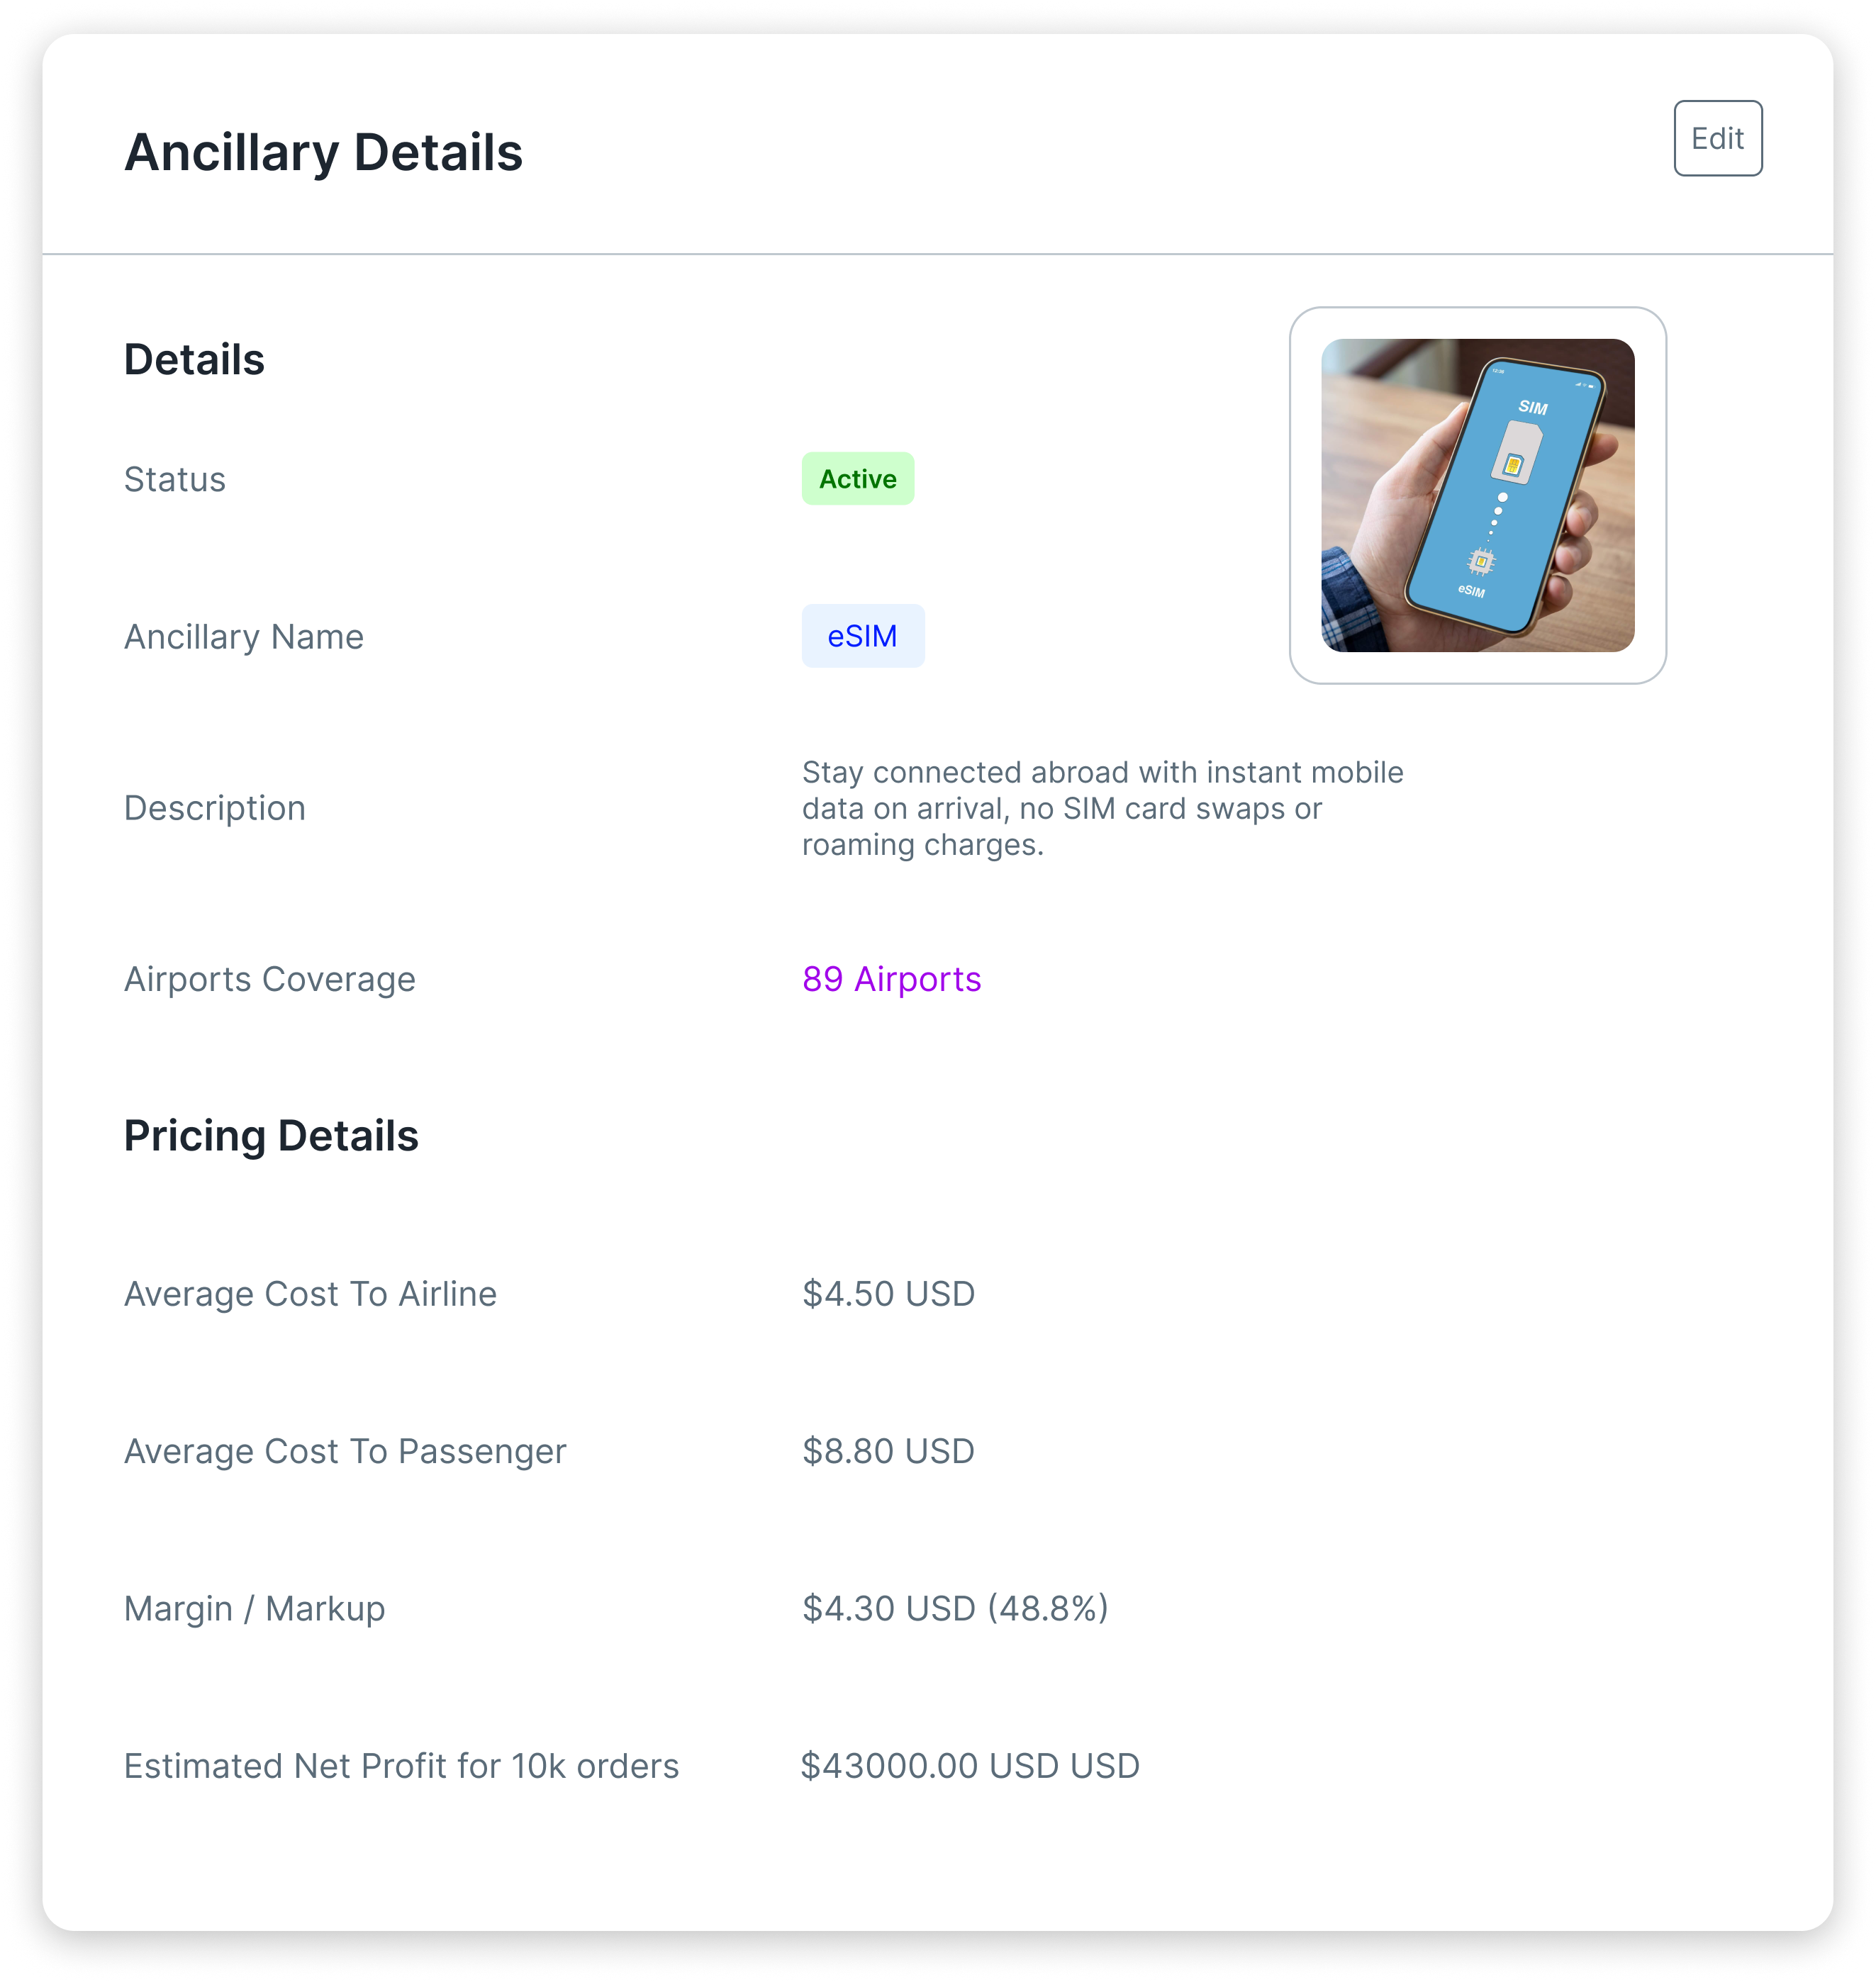 Ancillary Details
Edit
Details
Status
Active
Ancillary Name
eSIM
SIM
eSIM
Description
Stay connected abroad with instant mobile
data on arrival, no SIM card swaps or
roaming charges.
Airports Coverage
89 Airports
Pricing Details
Average Cost To Airline
$4.50 USD
Average Cost To Passenger
$8.80 USD
Margin / Markup
$4.30 USD (48.8%)
Estimated Net Profit for 10k orders
$43000.00 USD USD